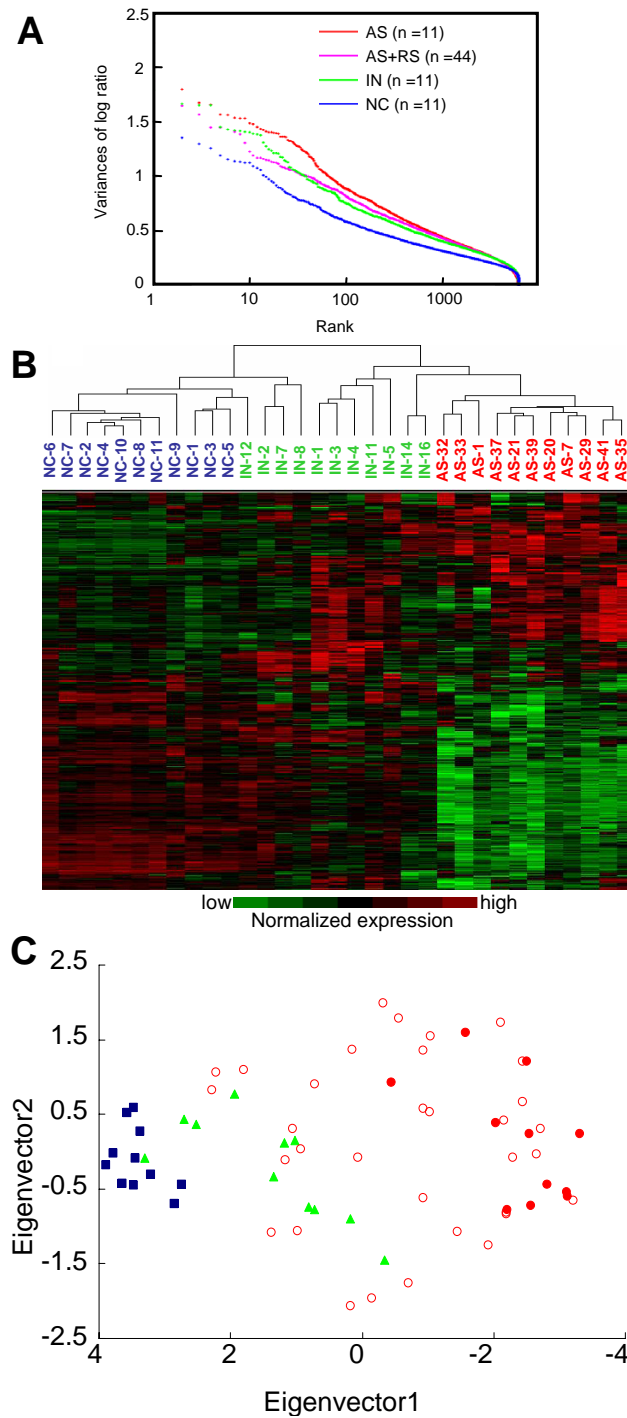 A
2.5
2
1.5
1
0.5
0
Variances of log ratio
AS (n =11)
AS+RS (n =44)
IN (n =11)
NC (n =11)
1
10
100
1000
Rank
B
NC-6
NC-7
NC-2
NC-4
NC-10
NC-8
NC-11
NC-9
NC-1
NC-3
NC-5
IN-12
IN-2
IN-7
IN-8
IN-1
IN-3
IN-4
IN-11
IN-5
IN-14
IN-16
AS-32
AS-33
AS-1
AS-37
AS-21
AS-39
AS-20
AS-7
AS-29
AS-41
AS-35
low
high
Normalized expression
C
2.5
1.5
0.5
-0.5
-1.5
-2.5
Eigenvector2
4
2
0
-2
-4
Eigenvector1